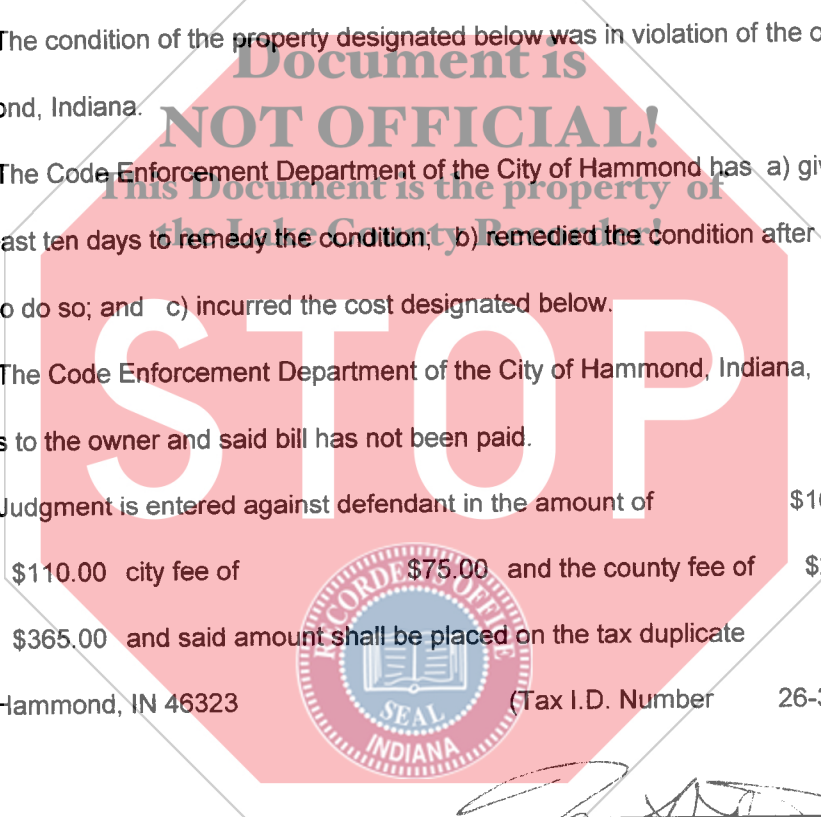 The condition of the property designated below was in violation of the o
Document is
ond, Indiana.
NOT OFFICIAL!
The Code Enforcement Department of the City of Hammond has a) giv
This Document is the property of
ast ten days to remedy the condition; b) remedied the condition after
the Lake County Recorder!
o do so; and c) incurred the cost designated below.
STOP
The Code Enforcement Department of the City of Hammond, Indiana,
s to the owner and said bill has not been paid.
Judgment is entered against defendant in the amount of $10
$110.00 city fee of $75.00 and the county fee of $
$365.00 and said amount shall be placed on the tax duplicate
Hammond, IN 46323 (Tax I.D. Number 26-3
RECORDER'S OFFICE
SEAL
INDIANA